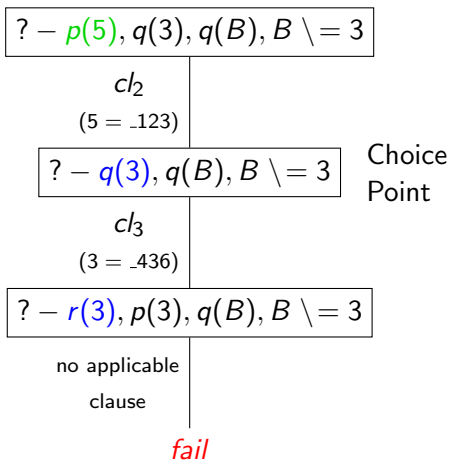 ? − p(5), q(3), q(B), B \= 3
cl₂
(5 = _123)
? − q(3), q(B), B \= 3
Choice
Point
cl₃
(3 = _436)
? − r(3), p(3), q(B), B \= 3
no applicable
clause
fail